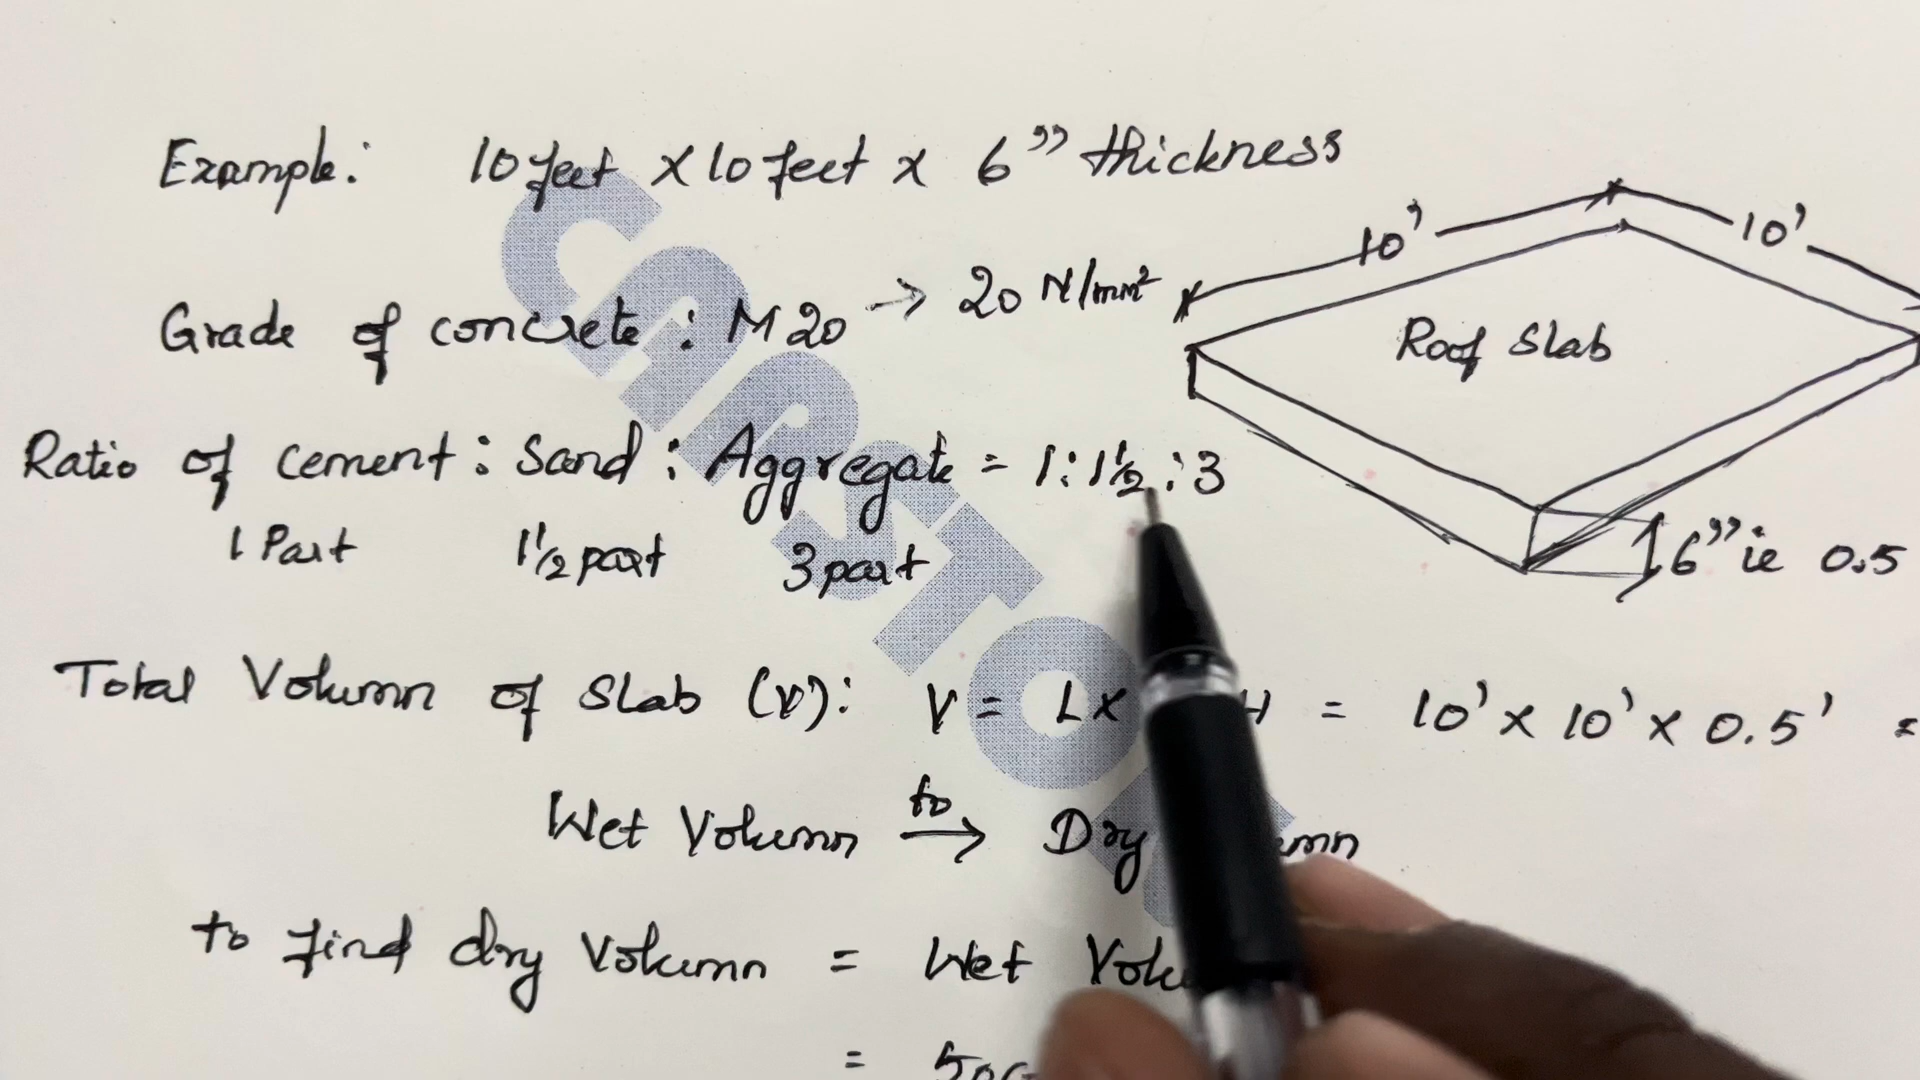 Example: 10 feet x 10 feet x 6" thickness
Grade of concrete: M20 → 20 N/mm²
10' 10'
Roof Slab
Ratio of cement : Sand : Aggregate = 1:1½:3
1 Part 1½ part 3 part
6" ie 0.5
Total Volumn of Slab (V): V = L x H = 10' x 10' x 0.5' =
Wet Volumn to → Dry
to find dry Volumn = Wet
=
CAPSTO